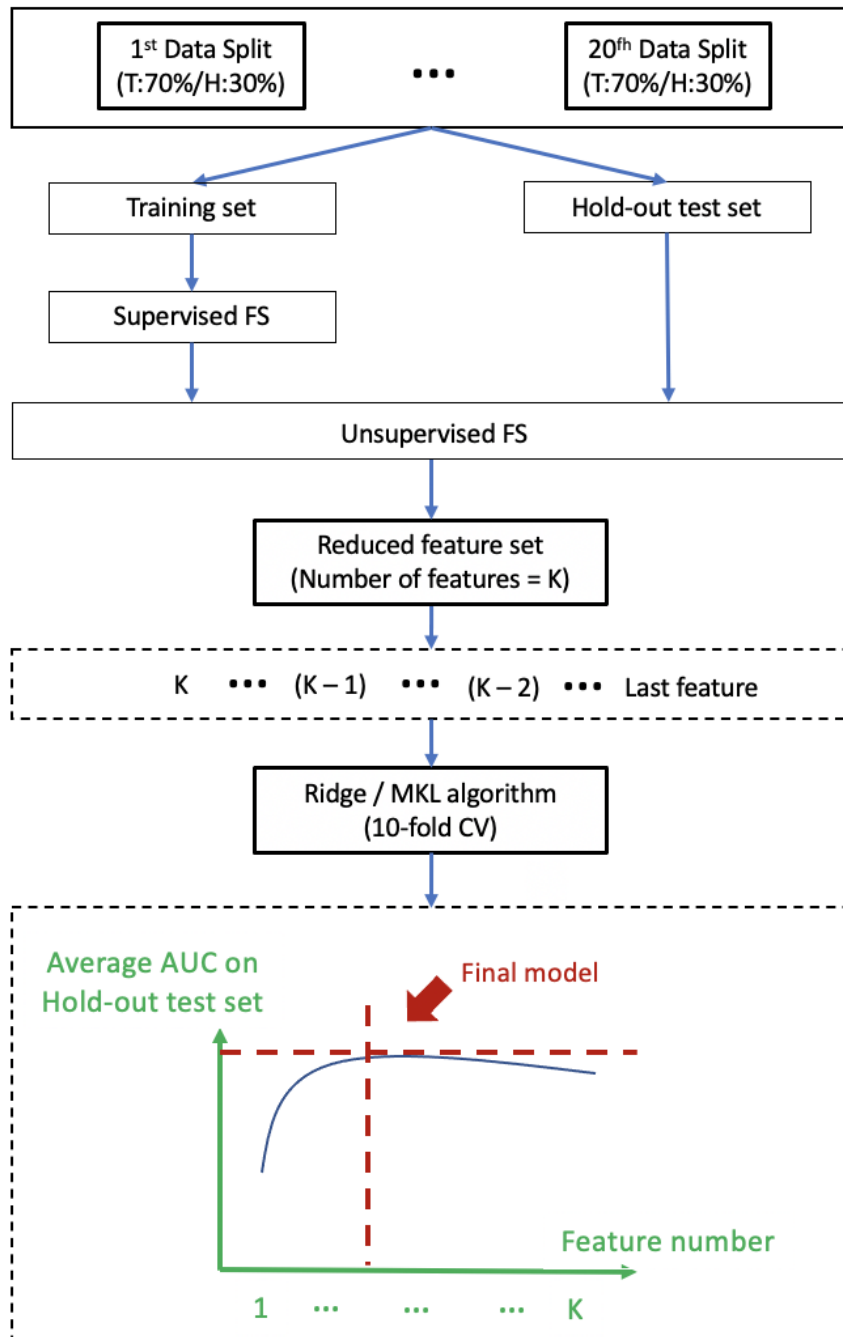 1st Data Split
(T:70%/H:30%)
...
20fh Data Split
(T:70%/H:30%)
Training set
Hold-out test set
Supervised FS
Unsupervised FS
Reduced feature set
(Number of features = K)
K ... (K – 1) ... (K – 2) ... Last feature
Ridge / MKL algorithm
(10-fold CV)
Average AUC on
Hold-out test set
Final model
Feature number
1 ... ... ... K